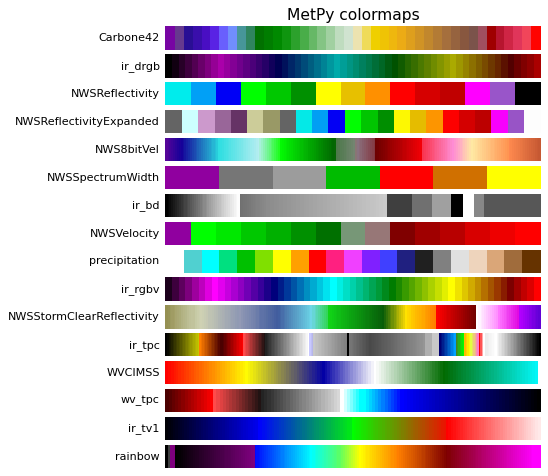 MetPy colormaps
Carbone42
ir_drgb
NWSReflectivity
NWSReflectivityExpanded
NWS8bitVel
NWSSpectrumWidth
ir_bd
NWSVelocity
precipitation
ir_rgbv
NWSStormClearReflectivity
ir_tpc
WVCIMSS
wv_tpc
ir_tv1
rainbow